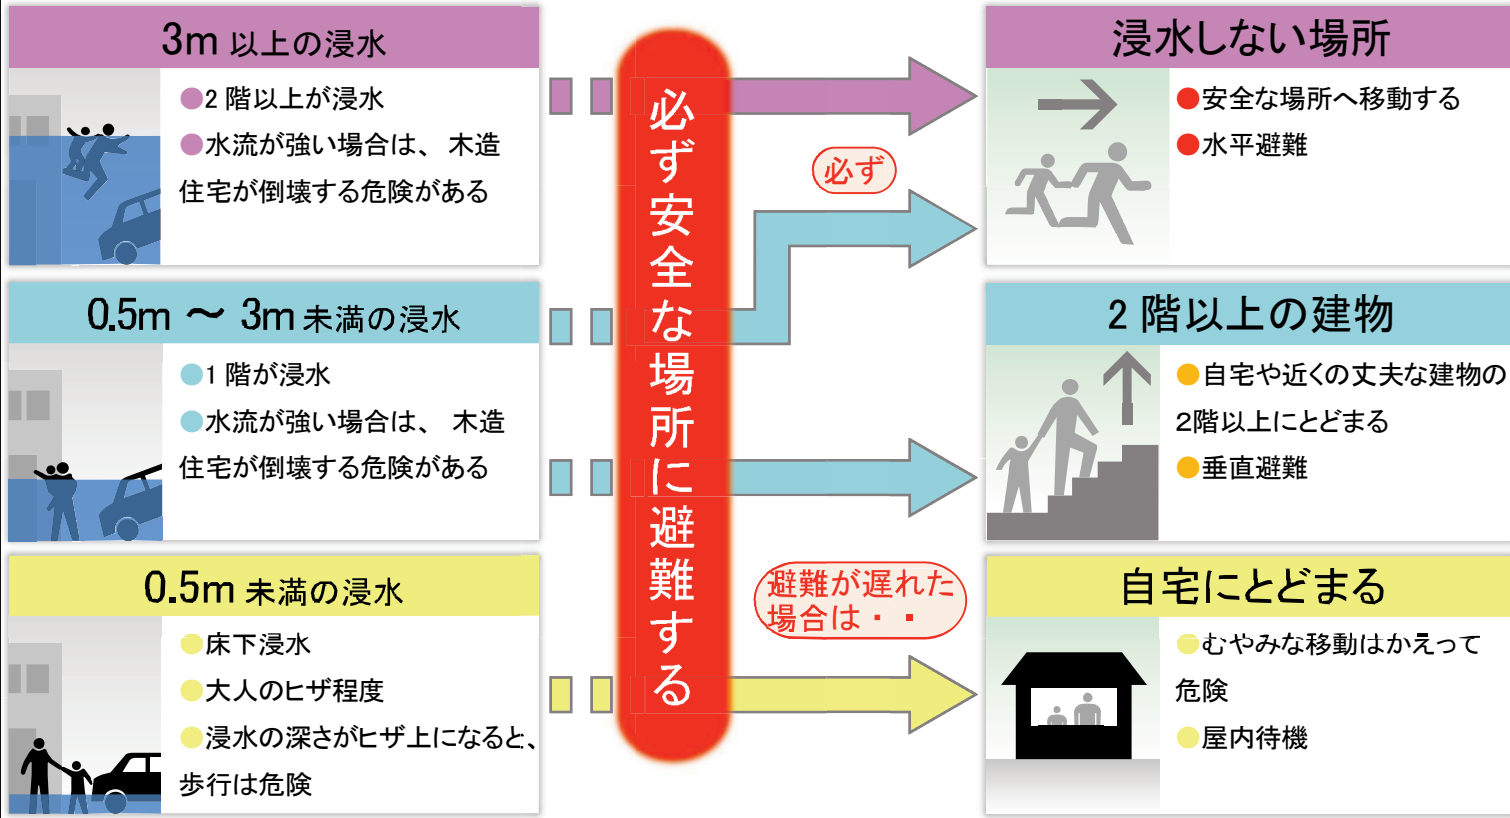 3m 以上の浸水
●2 階以上が浸水
●水流が強い場合は、 木造
住宅が倒壊する危険がある
0.5m ～ 3m 未満の浸水
●1 階が浸水
●水流が強い場合は、 木造
住宅が倒壊する危険がある
0.5m 未満の浸水
●床下浸水
●大人のヒザ程度
●浸水の深さがヒザ上になると、
歩行は危険
必ず安全な場所に避難する
必ず
避難が遅れた
場合は・・
浸水しない場所
●安全な場所へ移動する
●水平避難
2 階以上の建物
●自宅や近くの丈夫な建物の
2階以上にとどまる
●垂直避難
自宅にとどまる
●むやみな移動はかえって
危険
●屋内待機